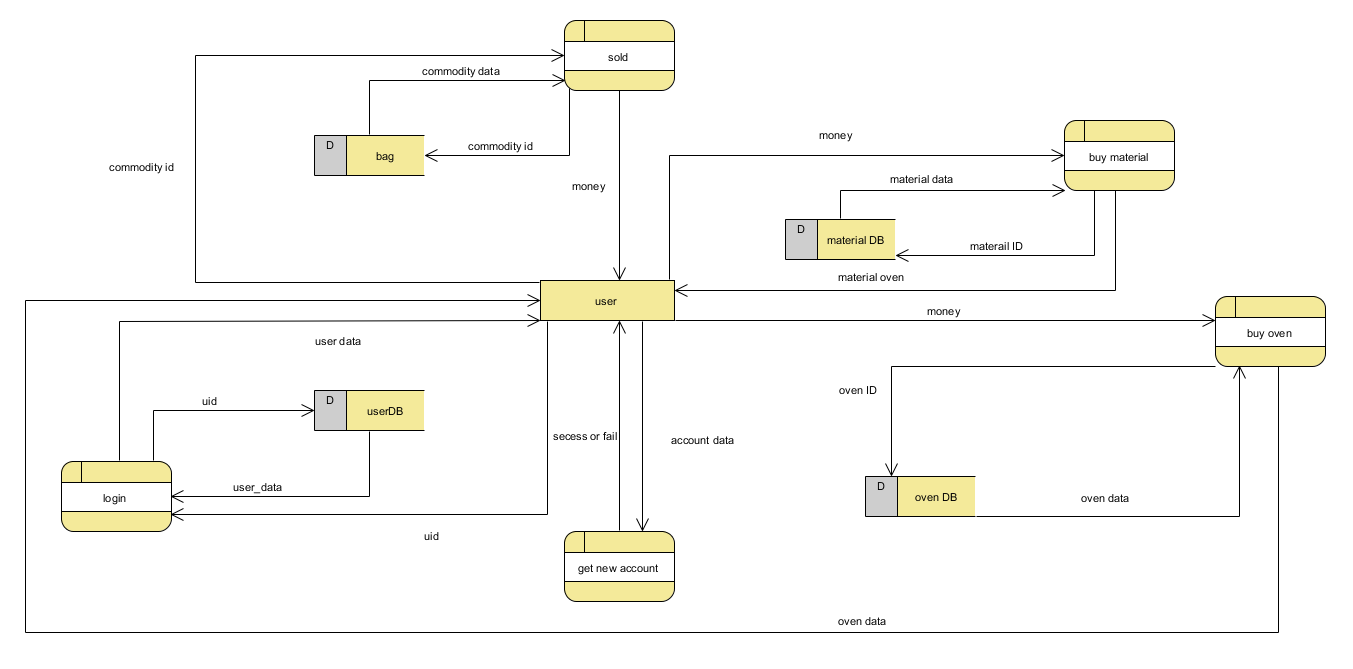 sold
commodity data
money
D
bag
commodity id
buy material
commodity id
material data
money
D
material DB
materail ID
material oven
user
money
buy oven
user data
oven ID
D
userDB
uid
secess or fail
account data
user_data
login
D
oven DB
oven data
uid
get new account
oven data